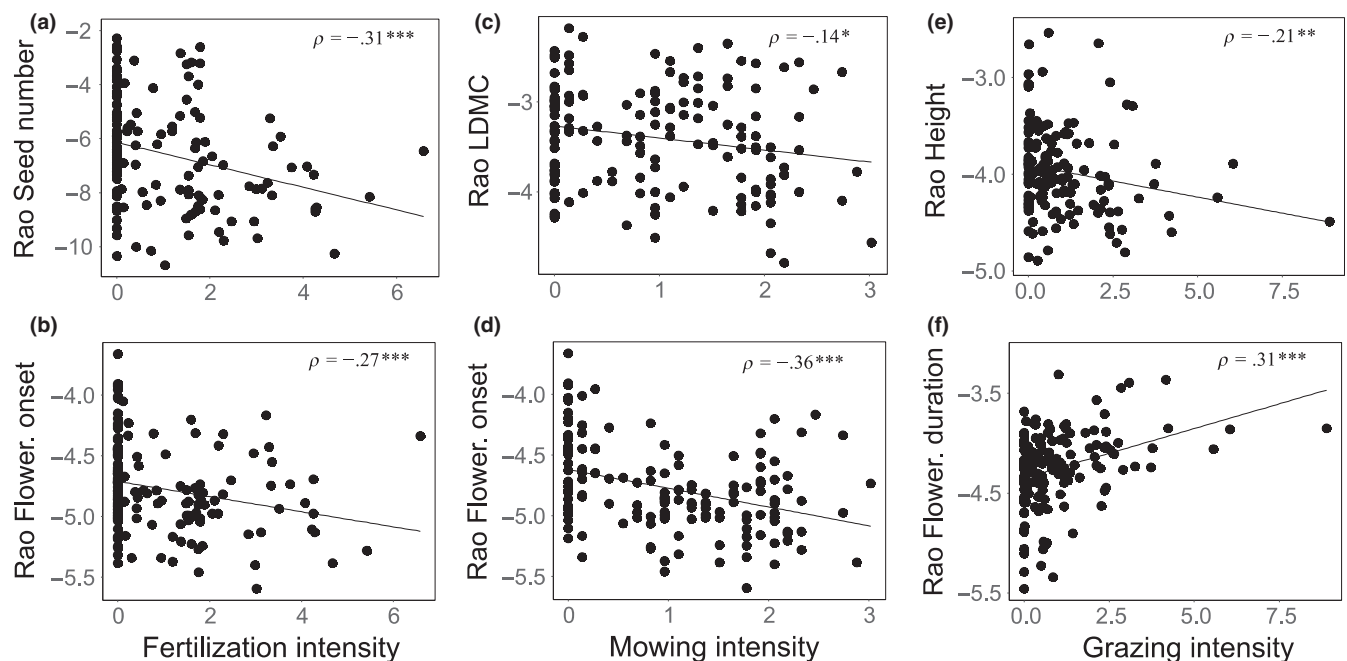 (a)
ρ = −.31***
Rao Seed number
−2
−4
−6
−8
−10
0 2 4 6
(c)
ρ = −.14*
Rao LDMC
−3
−4
0 1 2 3
(e)
ρ = −.21**
Rao Height
−3.0
−4.0
−5.0
0.0 2.5 5.0 7.5
(b)
ρ = −.27***
Rao Flower. onset
−4.0
−4.5
−5.0
−5.5
0 2 4 6
Fertilization intensity
(d)
ρ = −.36***
Rao Flower. onset
−4.0
−4.5
−5.0
−5.5
0 1 2 3
Mowing intensity
(f)
ρ = .31***
Rao Flower. duration
−3.5
−4.5
−5.5
0.0 2.5 5.0 7.5
Grazing intensity